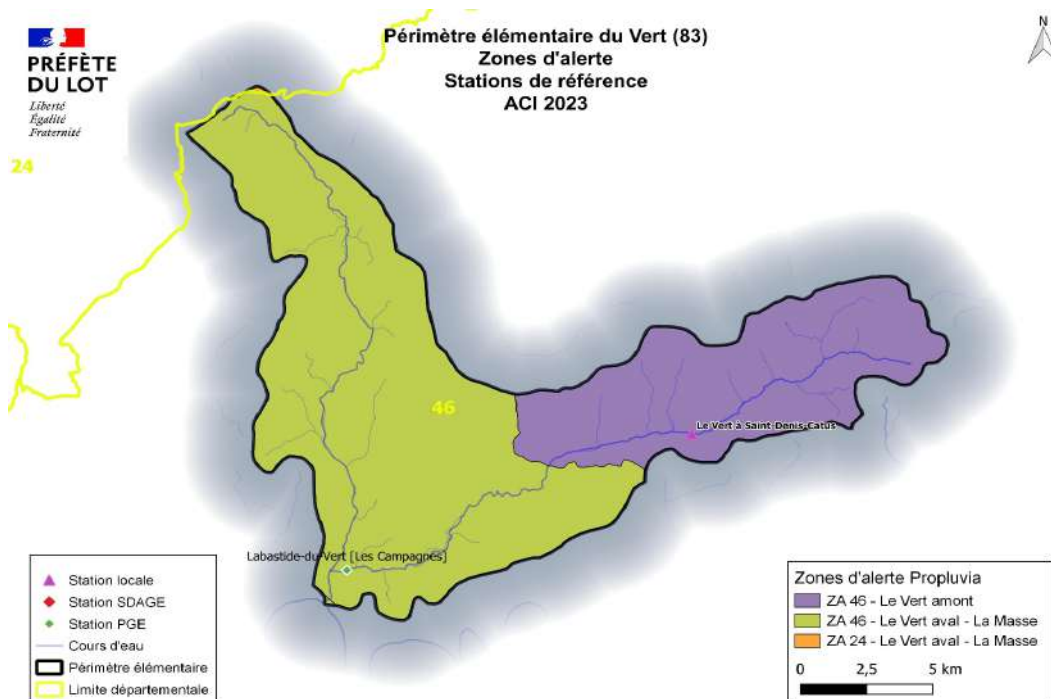 PRÉFÈTE
DU LOT
Liberté
Égalité
Fraternité
Périmètre élémentaire du Vert (83)
Zones d'alerte
Stations de référence
ACI 2023
N
24
46
Le Vert à Saint-Denis-Catus
Labastide-du-Vert [Les Campagnes]
Station locale
Station SDAGE
Station PGE
Cours d'eau
Périmètre élémentaire
Limite départementale
Zones d'alerte Propluvia
ZA 46 - Le Vert amont
ZA 46 - Le Vert aval - La Masse
ZA 24 - Le Vert aval - La Masse
0 2,5 5 km